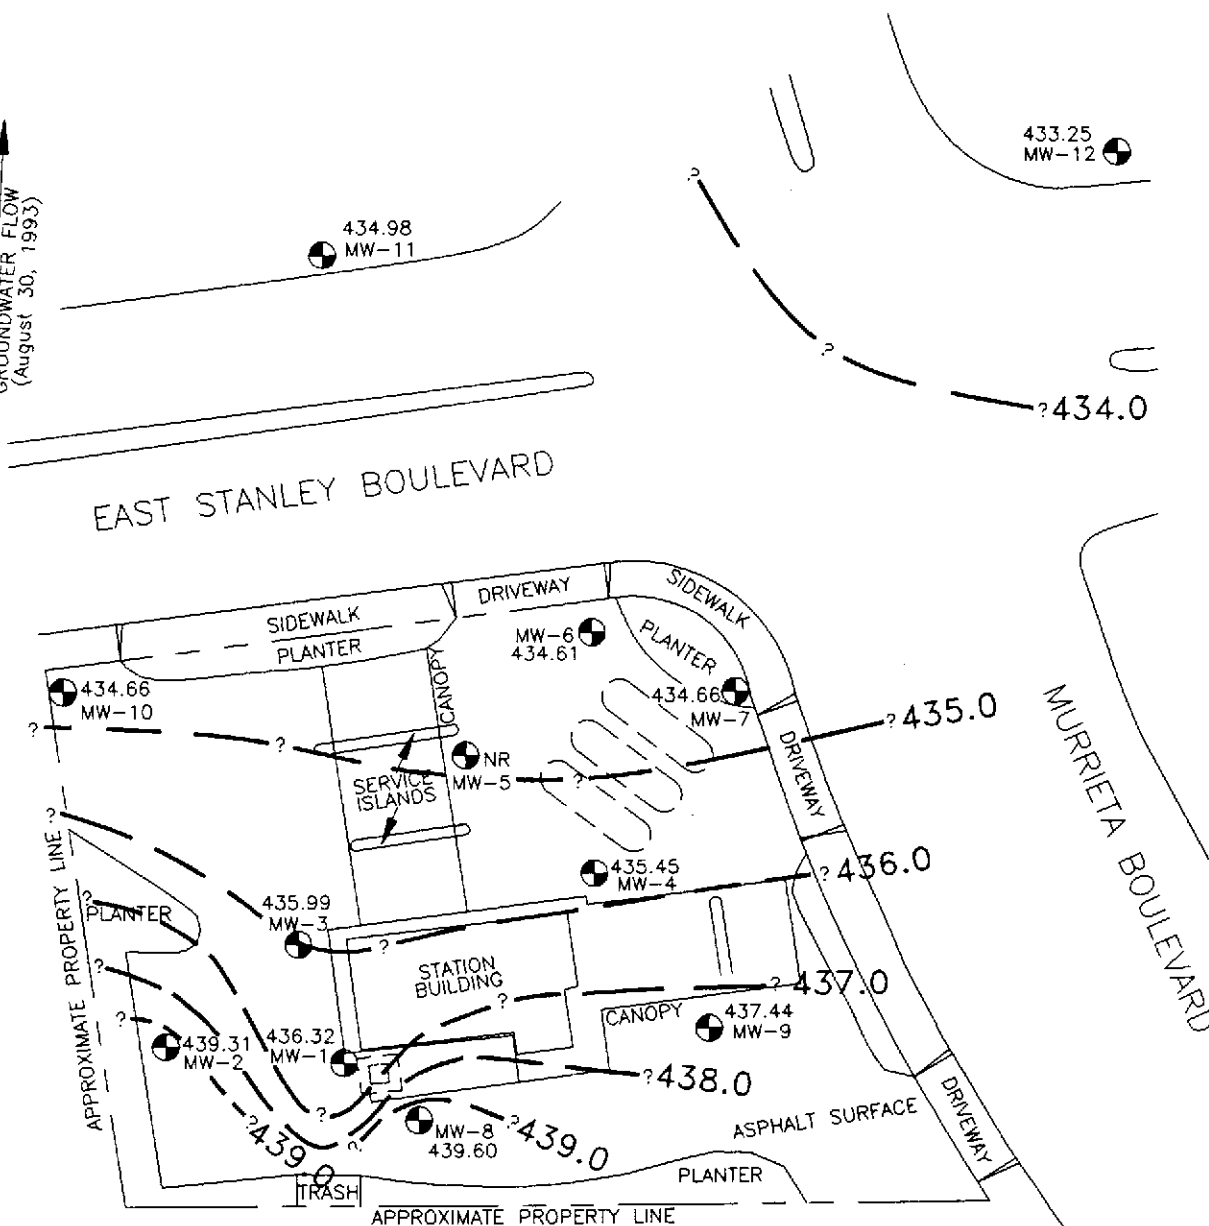 433.25
MW-12
GROUNDWATER FLOW
(August 30, 1993)
?
434.98
MW-11
?
?434.0
EAST STANLEY BOULEVARD
SIDEWALK
DRIVEWAY
SIDEWALK
PLANTER
MW-6
434.61
PLANTER
CANOPY
434.66
MW-10
434.66
MW-7
?
?
?435.0
NR
MW-5
?
SERVICE
ISLANDS
DRIVEWAY
MURRIETA BOULEVARD
?
435.45
MW-4
?436.0
?
PLANTER
435.99
MW-3
?
APPROXIMATE PROPERTY LINE
STATION
BUILDING
?
?
?437.0
CANOPY
437.44
MW-9
?
439.31
MW-2
436.32
MW-1
?
?438.0
?
?439.0
MW-8
439.60
?439.0
?
ASPHALT SURFACE
DRIVEWAY
PLANTER
TRASH
APPROXIMATE PROPERTY LINE